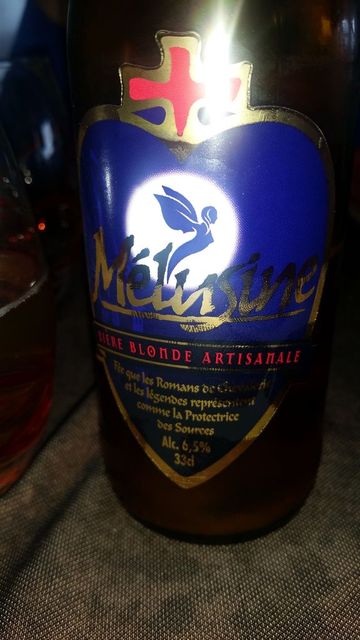 Mélusine
BIERE BLONDE ARTISANALE
Fée que les Romans de Chevalerie
et les légendes représentent
comme la Protectrice
des Sources
Alc. 6,5%
33cl